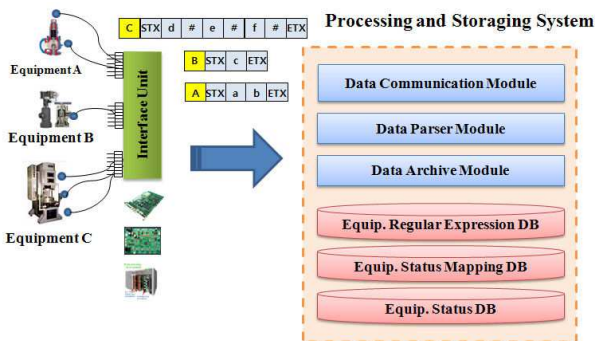 C STX d # e # f # ETX
Processing and Storaging System
Equipment A
B STX c ETX
A STX a b ETX
Interface Unit
Equipment B
Equipment C
Data Communication Module
Data Parser Module
Data Archive Module
Equip. Regular Expression DB
Equip. Status Mapping DB
Equip. Status DB